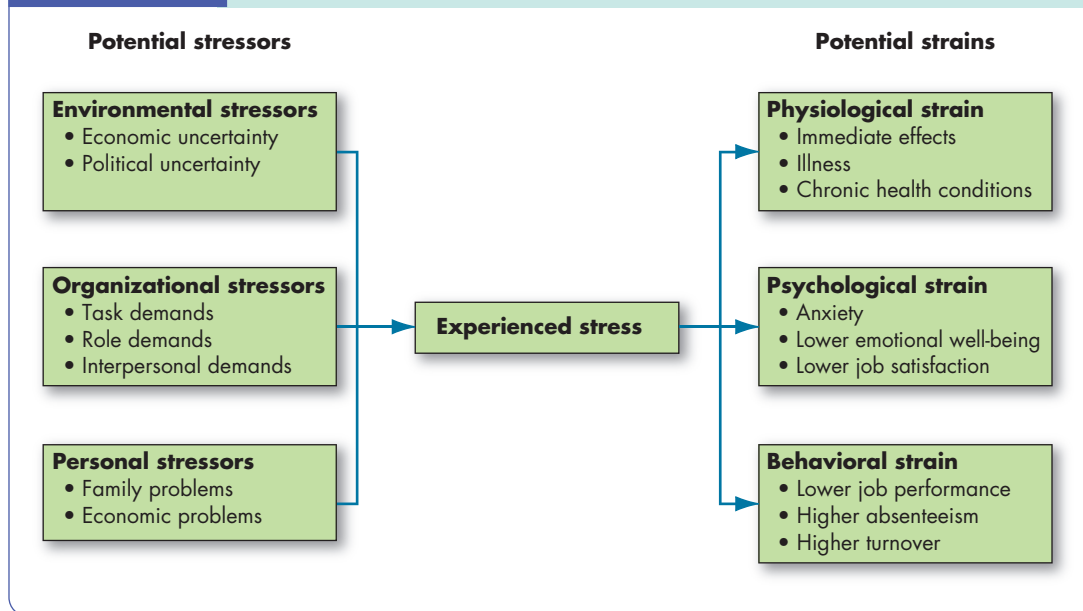 Potential stressors
Potential strains
Environmental stressors
• Economic uncertainty
• Political uncertainty
Organizational stressors
• Task demands
• Role demands
• Interpersonal demands
Personal stressors
• Family problems
• Economic problems
Experienced stress
Physiological strain
• Immediate effects
• Illness
• Chronic health conditions
Psychological strain
• Anxiety
• Lower emotional well-being
• Lower job satisfaction
Behavioral strain
• Lower job performance
• Higher absenteeism
• Higher turnover